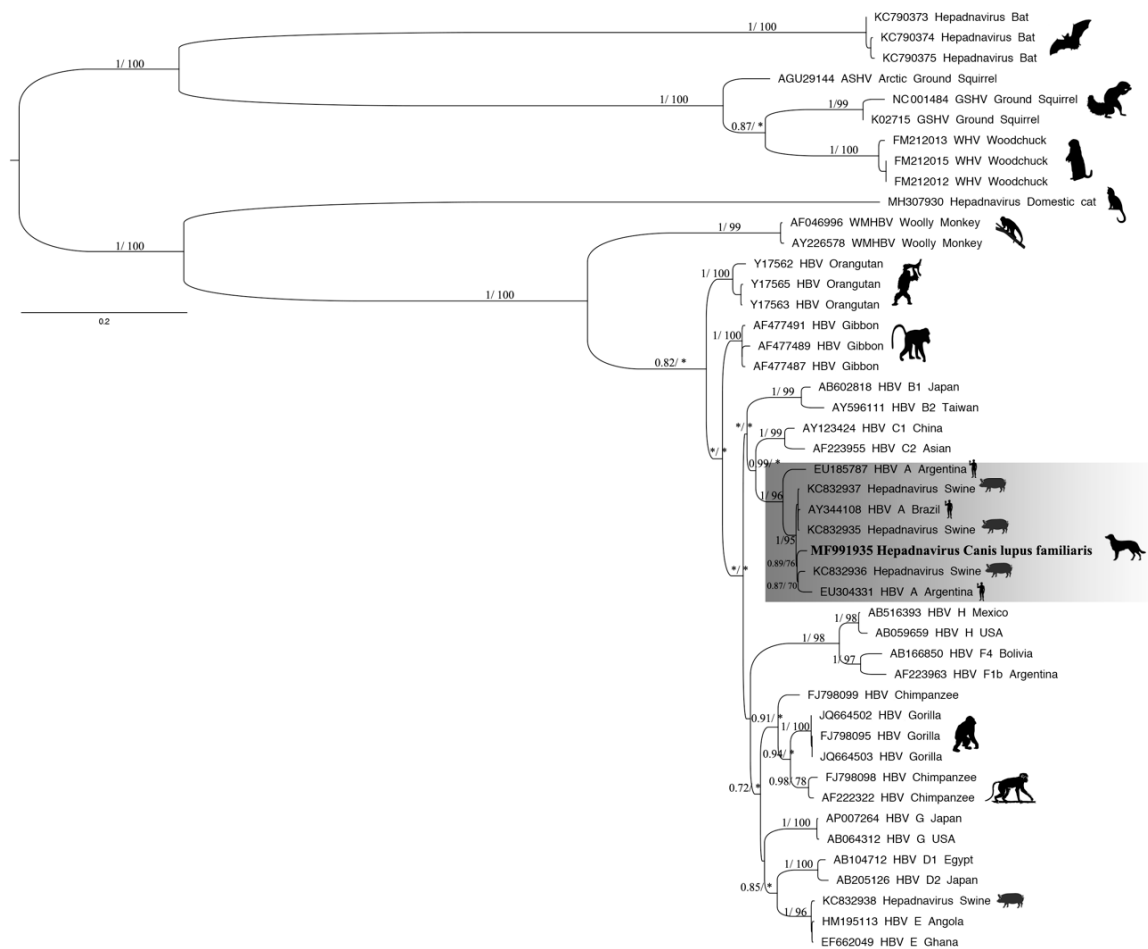 KC790373 Hepadnavirus Bat
1/ 100
KC790374 Hepadnavirus Bat
KC790375 Hepadnavirus Bat
1/ 100
AGU29144 ASHV Arctic Ground Squirrel
1/ 100
NC 001484 GSHV Ground Squirrel
1/99
K02715 GSHV Ground Squirrel
0.87/ *
FM212013 WHV Woodchuck
1/ 100
FM212015 WHV Woodchuck
FM212012 WHV Woodchuck
MH307930 Hepadnavirus Domestic cat
AF046996 WMHBV Woolly Monkey
1/ 99
AY226578 WMHBV Woolly Monkey
1/ 100
Y17562 HBV Orangutan
1/ 100
Y17565 HBV Orangutan
1/ 100
Y17563 HBV Orangutan
0.2
AF477491 HBV Gibbon
1/ 100
AF477489 HBV Gibbon
0.82/ *
AF477487 HBV Gibbon
AB602818 HBV B1 Japan
1/ 99
AY596111 HBV B2 Taiwan
*/ *
AY123424 HBV C1 China
1/ 99
AF223955 HBV C2 Asian
*/ *
0.99/ *
EU185787 HBV A Argentina
KC832937 Hepadnavirus Swine
1/ 96
AY344108 HBV A Brazil
KC832935 Hepadnavirus Swine
1/95
MF991935 Hepadnavirus Canis lupus familiaris
0.89/76
*/ *
KC832936 Hepadnavirus Swine
0.87/ 70
EU304331 HBV A Argentina
AB516393 HBV H Mexico
1/ 98
AB059659 HBV H USA
1/ 98
AB166850 HBV F4 Bolivia
1/ 97
AF223963 HBV F1b Argentina
FJ798099 HBV Chimpanzee
0.91/ *
JQ664502 HBV Gorilla
1/ 100
FJ798095 HBV Gorilla
0.94/ *
JQ664503 HBV Gorilla
FJ798098 HBV Chimpanzee
0.98/ 78
0.72/ *
AF222322 HBV Chimpanzee
AP007264 HBV G Japan
1/ 100
AB064312 HBV G USA
AB104712 HBV D1 Egypt
1/ 100
AB205126 HBV D2 Japan
0.85/ *
KC832938 Hepadnavirus Swine
1/ 96
HM195113 HBV E Angola
EF662049 HBV E Ghana